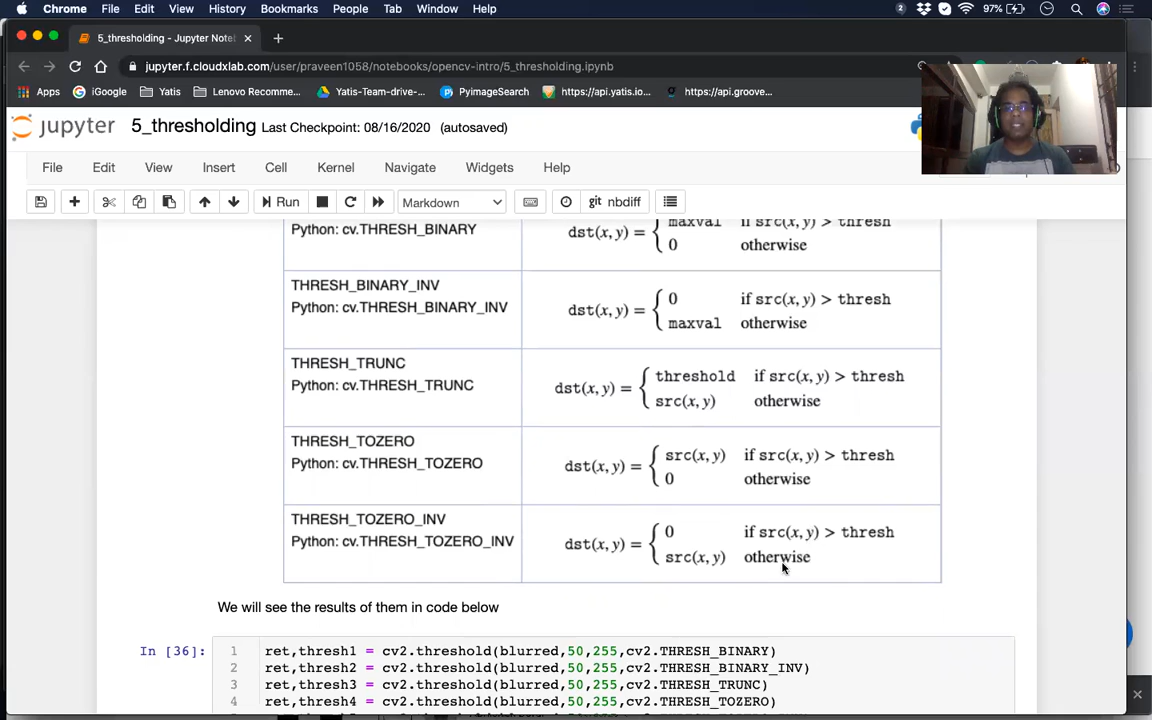 Chrome File Edit View History Bookmarks People Tab Window Help 2 97%
5_thresholding - Jupyter Note
jupyter.f.cloudxlab.com/user/praveen1058/notebooks/opencv-intro/5_thresholding.ipynb
Apps iGoogle Yatis Lenovo Recomme... Yatis-Team-drive-... PyimageSearch https://api.yatis.io... https://api.groove...
jupyter 5_thresholding Last Checkpoint: 08/16/2020 (autosaved)
File Edit View Insert Cell Kernel Navigate Widgets Help
Run Markdown nbdiff
maxval if src(x, y) > thresh
Python: cv.THRESH_BINARY dst(x, y) = {
0 otherwise
THRESH_BINARY_INV
0 if src(x, y) > thresh
Python: cv.THRESH_BINARY_INV dst(x, y) = {
maxval otherwise
THRESH_TRUNC
threshold if src(x, y) > thresh
Python: cv.THRESH_TRUNC dst(x, y) = {
src(x, y) otherwise
THRESH_TOZERO
src(x, y) if src(x, y) > thresh
Python: cv.THRESH_TOZERO dst(x, y) = {
0 otherwise
THRESH_TOZERO_INV
0 if src(x, y) > thresh
Python: cv.THRESH_TOZERO_INV dst(x, y) = {
src(x, y) otherwise
We will see the results of them in code below
In [36]: 1 ret,thresh1 = cv2.threshold(blurred,50,255,cv2.THRESH_BINARY)
2 ret,thresh2 = cv2.threshold(blurred,50,255,cv2.THRESH_BINARY_INV)
3 ret,thresh3 = cv2.threshold(blurred,50,255,cv2.THRESH_TRUNC)
4 ret,thresh4 = cv2.threshold(blurred,50,255,cv2.THRESH_TOZERO)